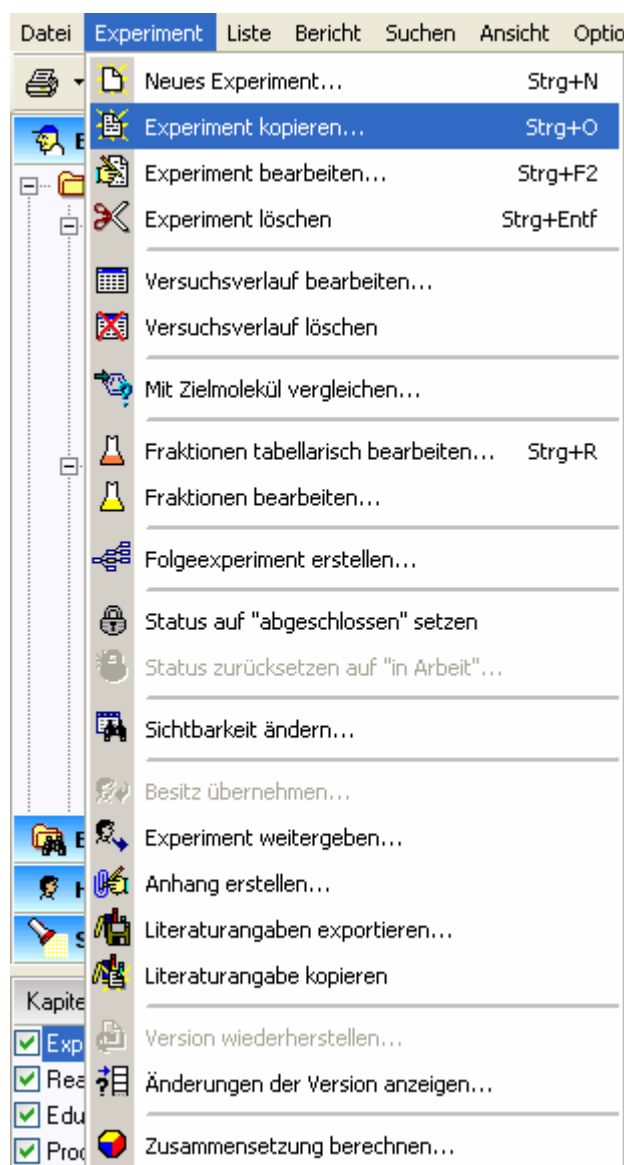 Datei Experiment Liste Bericht Suchen Ansicht Optio
Neues Experiment... Strg+N
Experiment kopieren... Strg+O
Experiment bearbeiten... Strg+F2
Experiment löschen Strg+Entf
Versuchsverlauf bearbeiten...
Versuchsverlauf löschen
Mit Zielmolekül vergleichen...
Fraktionen tabellarisch bearbeiten... Strg+R
Fraktionen bearbeiten...
Folgeexperiment erstellen...
Status auf "abgeschlossen" setzen
Status zurücksetzen auf "in Arbeit"...
Sichtbarkeit ändern...
Besitz übernehmen...
Experiment weitergeben...
Anhang erstellen...
Literaturangaben exportieren...
Literaturangabe kopieren
Kapite
Version wiederherstellen...
Exp
Änderungen der Version anzeigen...
Rea
Edu
Zusammensetzung berechnen...
Prod